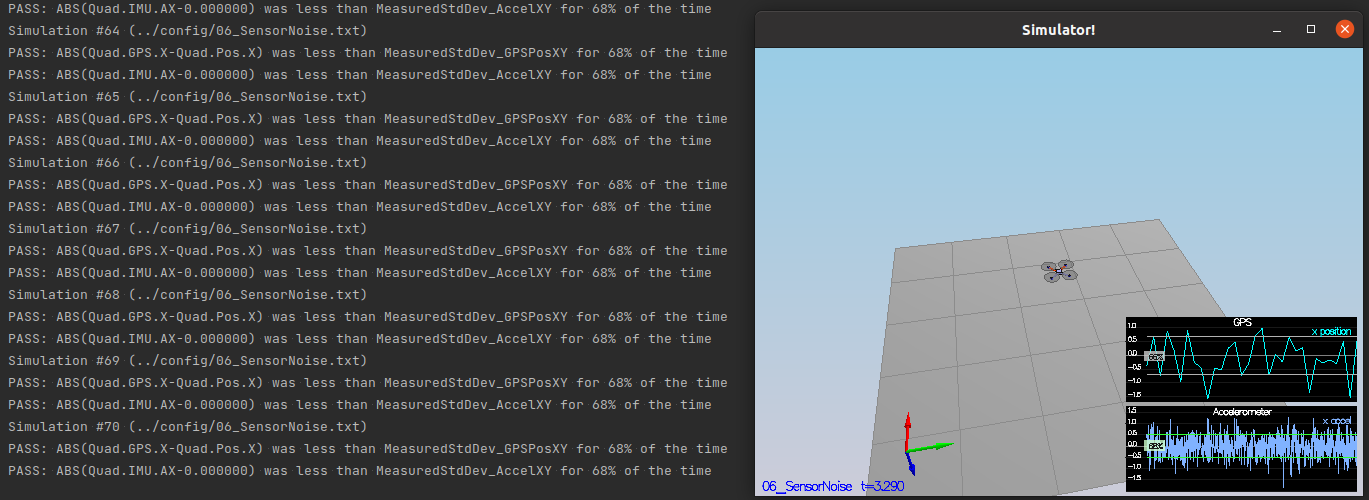 PASS: ABS(Quad.IMU.AX-0.000000) was less than MeasuredStdDev_AccelXY for 68% of the time
Simulation #64 (../config/06_SensorNoise.txt)
PASS: ABS(Quad.GPS.X-Quad.Pos.X) was less than MeasuredStdDev_GPSPosXY for 68% of the time
PASS: ABS(Quad.IMU.AX-0.000000) was less than MeasuredStdDev_AccelXY for 68% of the time
Simulation #65 (../config/06_SensorNoise.txt)
PASS: ABS(Quad.GPS.X-Quad.Pos.X) was less than MeasuredStdDev_GPSPosXY for 68% of the time
PASS: ABS(Quad.IMU.AX-0.000000) was less than MeasuredStdDev_AccelXY for 68% of the time
Simulation #66 (../config/06_SensorNoise.txt)
PASS: ABS(Quad.GPS.X-Quad.Pos.X) was less than MeasuredStdDev_GPSPosXY for 68% of the time
PASS: ABS(Quad.IMU.AX-0.000000) was less than MeasuredStdDev_AccelXY for 68% of the time
Simulation #67 (../config/06_SensorNoise.txt)
PASS: ABS(Quad.GPS.X-Quad.Pos.X) was less than MeasuredStdDev_GPSPosXY for 68% of the time
PASS: ABS(Quad.IMU.AX-0.000000) was less than MeasuredStdDev_AccelXY for 68% of the time
Simulation #68 (../config/06_SensorNoise.txt)
PASS: ABS(Quad.GPS.X-Quad.Pos.X) was less than MeasuredStdDev_GPSPosXY for 68% of the time
PASS: ABS(Quad.IMU.AX-0.000000) was less than MeasuredStdDev_AccelXY for 68% of the time
Simulation #69 (../config/06_SensorNoise.txt)
PASS: ABS(Quad.GPS.X-Quad.Pos.X) was less than MeasuredStdDev_GPSPosXY for 68% of the time
PASS: ABS(Quad.IMU.AX-0.000000) was less than MeasuredStdDev_AccelXY for 68% of the time
Simulation #70 (../config/06_SensorNoise.txt)
PASS: ABS(Quad.GPS.X-Quad.Pos.X) was less than MeasuredStdDev_GPSPosXY for 68% of the time
PASS: ABS(Quad.IMU.AX-0.000000) was less than MeasuredStdDev_AccelXY for 68% of the time
Simulator!
GPS
x position
1.0
0.5
0.0
-0.5
-1.0
-1.5
Accelerometer
x accel
1.5
1.0
0.5
0.0
-0.5
-1.0
-1.5
06_SensorNoise t=3.290